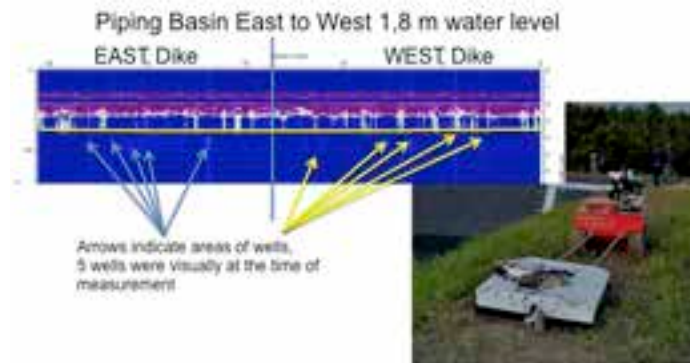 Piping Basin East to West 1,8 m water level
EAST Dike
WEST Dike
Arrows indicate areas of wells,
5 wells were visually at the time of
measurement